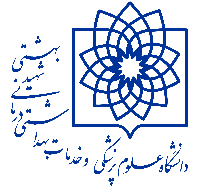 دانشگاه علوم پزشکی و خدمات بهداشتی درمانی
شهید بهشتی